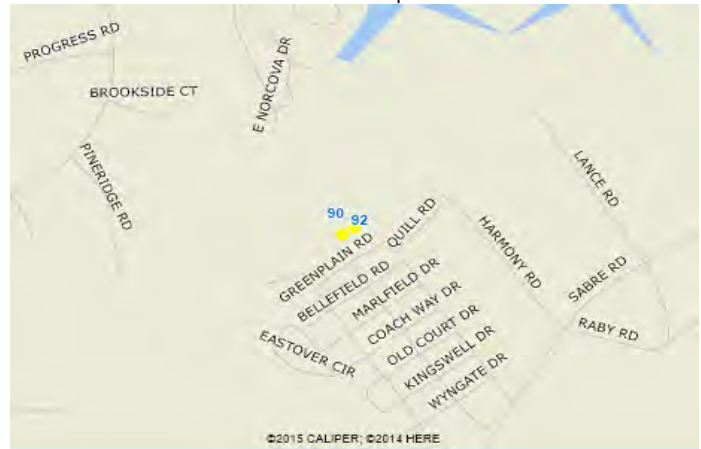 PROGRESS RD
BROOKSIDE CT
E NORCOVA DR
PINERIDGE RD
LANCE RD
90
92
QUILL RD
HARMONY RD
GREENPLAIN RD
BELLEFIELD RD
MARLFIELD DR
SABRE RD
COACH WAY DR
RABY RD
EASTOVER CIR
OLD COURT DR
KINGSWELL DR
WYNGATE DR
©2015 CALIPER; ©2014 HERE